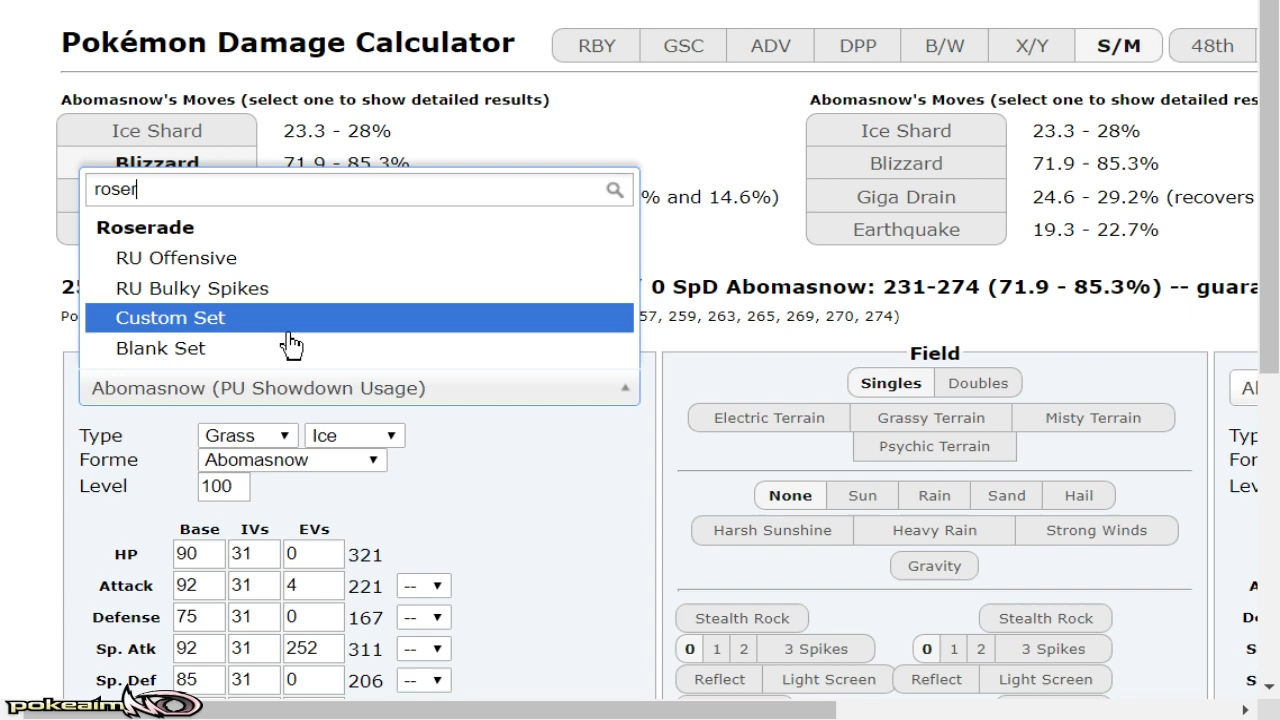 Pokémon Damage Calculator
RBY GSC ADV DPP B/W X/Y S/M 48th
Abomasnow's Moves (select one to show detailed results)
Abomasnow's Moves (select one to show detailed res
Ice Shard 23.3 - 28%
Ice Shard 23.3 - 28%
Blizzard 71.9 - 85.3%
Blizzard 71.9 - 85.3%
roser
% and 14.6%)
Giga Drain 24.6 - 29.2% (recovers
Roserade
Earthquake 19.3 - 22.7%
RU Offensive
RU Bulky Spikes
0 SpD Abomasnow: 231-274 (71.9 - 85.3%) -- guara
Custom Set
Po
57, 259, 263, 265, 269, 270, 274)
Blank Set
Abomasnow (PU Showdown Usage)
Field
Singles Doubles
Electric Terrain Grassy Terrain Misty Terrain
Psychic Terrain
Type Grass Ice
Forme Abomasnow
Level 100
None Sun Rain Sand Hail
Harsh Sunshine Heavy Rain Strong Winds
Gravity
Base IVs EVs
HP 90 31 0 321
Attack 92 31 4 221 --
Defense 75 31 0 167 --
Sp. Atk 92 31 252 311 --
Sp. Def 85 31 0 206 --
Stealth Rock Stealth Rock
0 1 2 3 Spikes 0 1 2 3 Spikes
Reflect Light Screen Reflect Light Screen
pokeaim